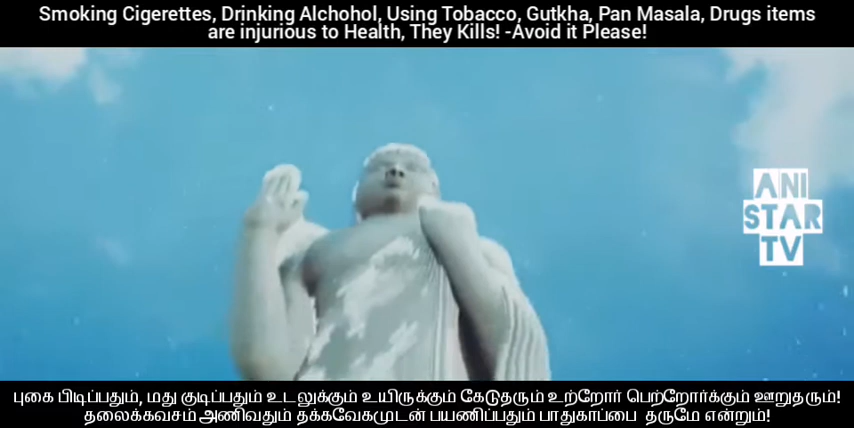 Smoking Cigerettes, Drinking Alchohol, Using Tobacco, Gutkha, Pan Masala, Drugs items
are injurious to Health, They Kills! -Avoid it Please!
ANI
STAR
TV
புகை பிடிப்பதும், மது குடிப்பதும் உடலுக்கும் உயிருக்கும் கேடுதரும் உற்றோர் பெற்றோர்க்கும் ஊறுதரும்!
தலைக்கவசம் அணிவதும் தக்கவேகமுடன் பயணிப்பதும் பாதுகாப்பை தருமே என்றும்!